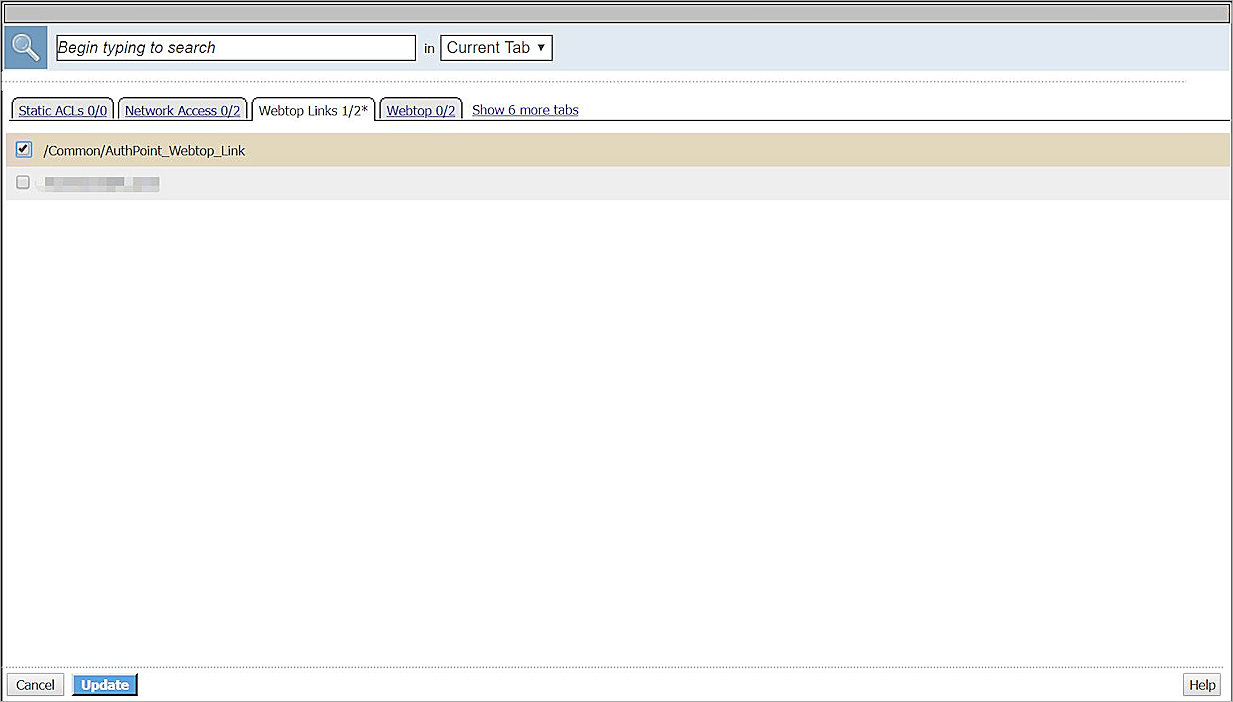 Begin typing to search in Current Tab ▼
Static ACLs 0/0 Network Access 0/2 Webtop Links 1/2* Webtop 0/2 Show 6 more tabs
/Common/AuthPoint_Webtop_Link
Cancel Update Help